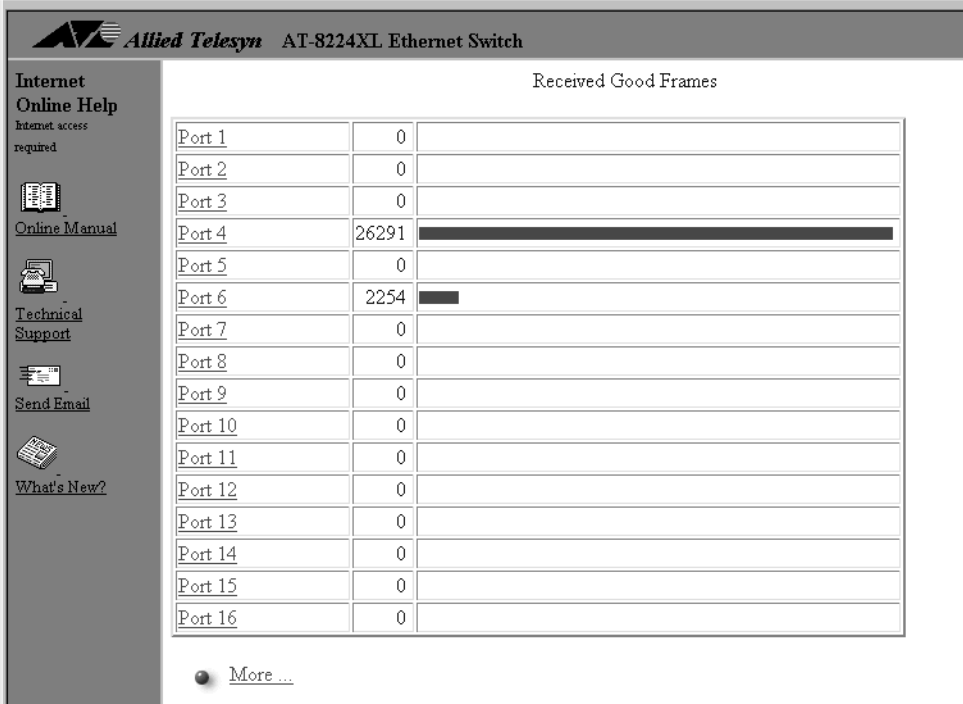 Allied Telesyn AT-8224XL Ethernet Switch
Internet
Online Help
Internet access
required
Online Manual
Technical
Support
Send Email
What's New?
Received Good Frames
Port 1 0
Port 2 0
Port 3 0
Port 4 26291
Port 5 0
Port 6 2254
Port 7 0
Port 8 0
Port 9 0
Port 10 0
Port 11 0
Port 12 0
Port 13 0
Port 14 0
Port 15 0
Port 16 0
More ...